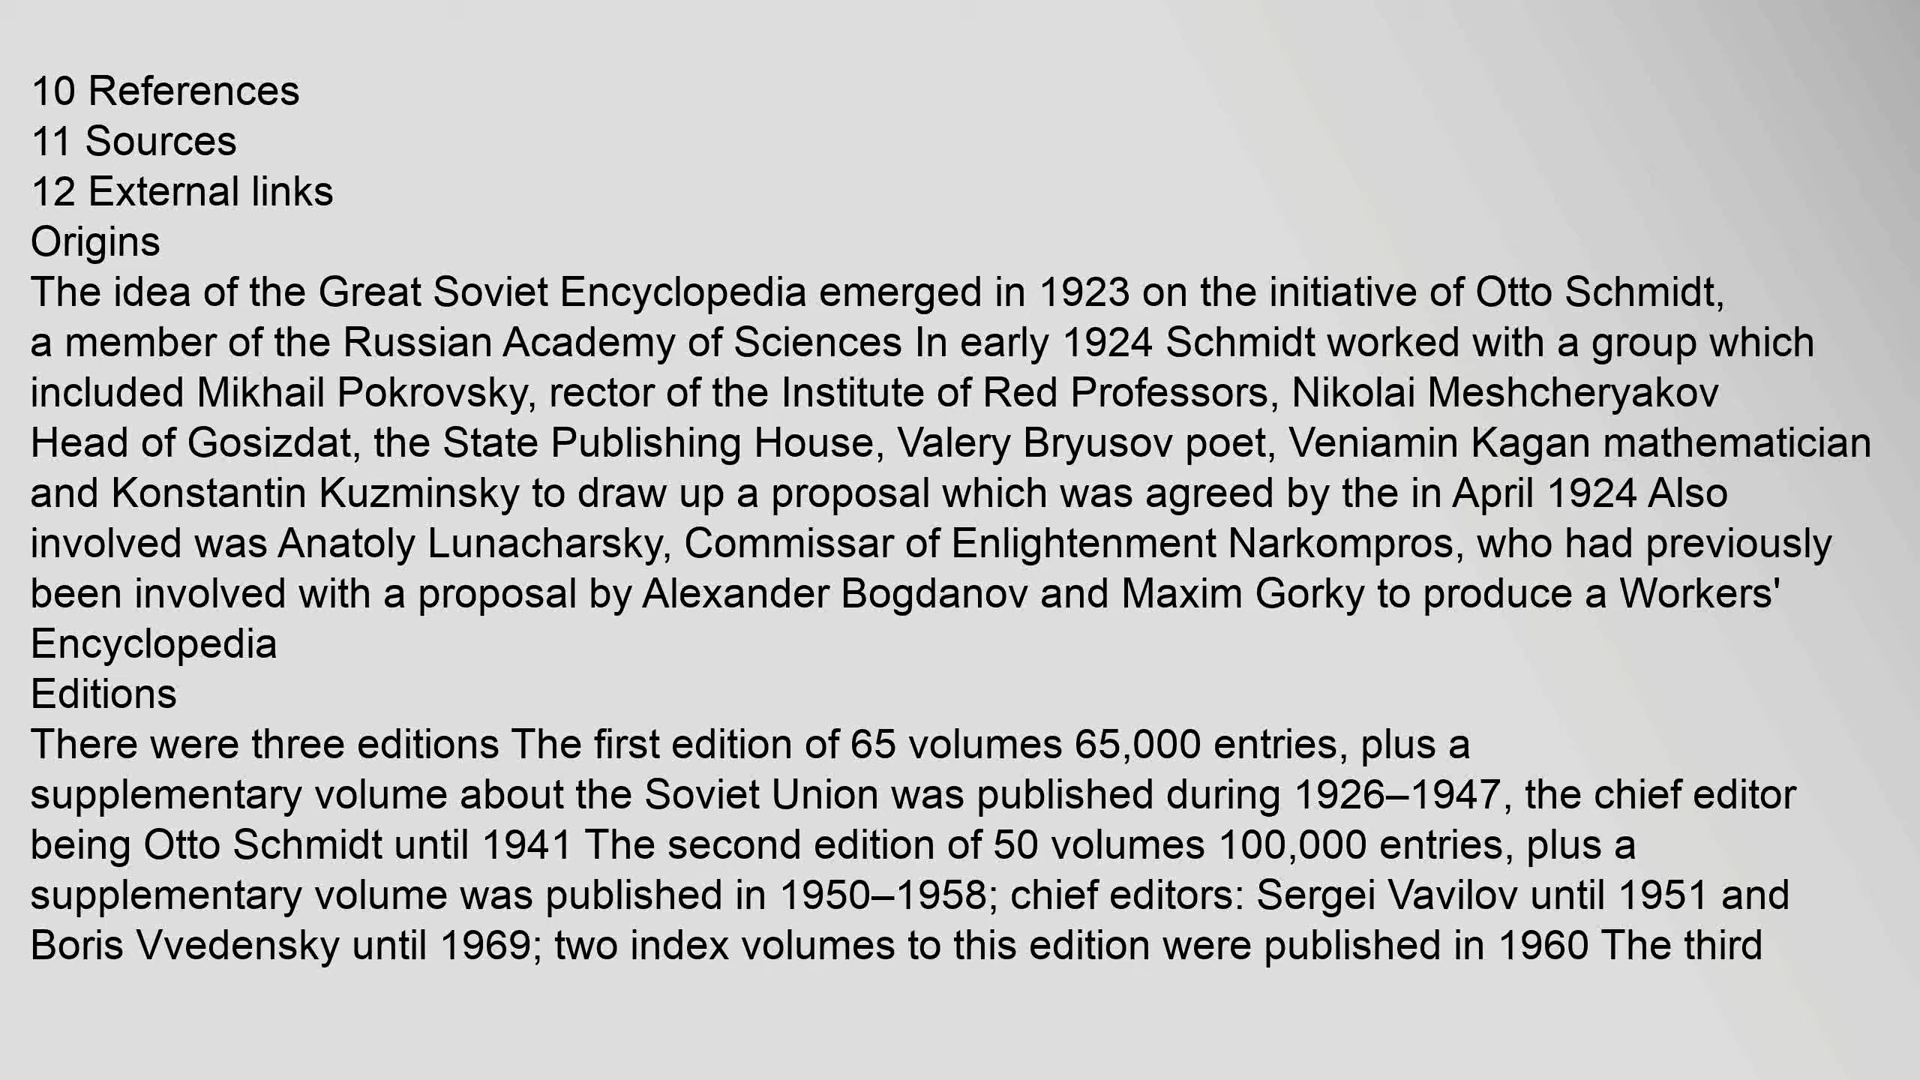 10 References
11 Sources
12 External links
Origins
The idea of the Great Soviet Encyclopedia emerged in 1923 on the initiative of Otto Schmidt,
a member of the Russian Academy of Sciences In early 1924 Schmidt worked with a group which
included Mikhail Pokrovsky, rector of the Institute of Red Professors, Nikolai Meshcheryakov
Head of Gosizdat, the State Publishing House, Valery Bryusov poet, Veniamin Kagan mathematician
and Konstantin Kuzminsky to draw up a proposal which was agreed by the in April 1924 Also
involved was Anatoly Lunacharsky, Commissar of Enlightenment Narkompros, who had previously
been involved with a proposal by Alexander Bogdanov and Maxim Gorky to produce a Workers'
Encyclopedia
Editions
There were three editions The first edition of 65 volumes 65,000 entries, plus a
supplementary volume about the Soviet Union was published during 1926–1947, the chief editor
being Otto Schmidt until 1941 The second edition of 50 volumes 100,000 entries, plus a
supplementary volume was published in 1950–1958; chief editors: Sergei Vavilov until 1951 and
Boris Vvedensky until 1969; two index volumes to this edition were published in 1960 The third